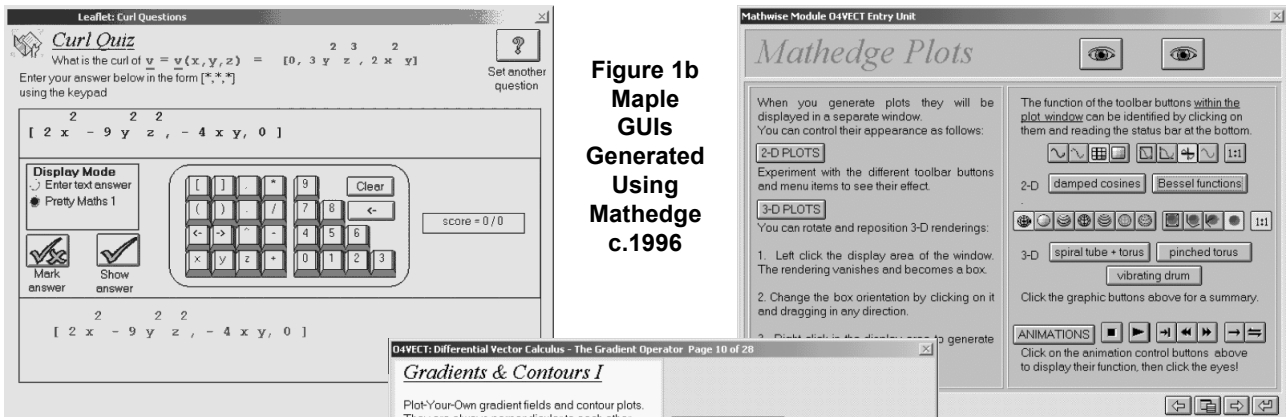 Leaflet: Curl Questions
Curl Quiz
2 3 2
What is the curl of v = v(x,y,z) = [0, 3 y z , 2 x y]
Enter your answer below in the form [*,*,*]
using the keypad
Set another
question
2 2 2
[ 2 x - 9 y z , - 4 x y, 0 ]
Display Mode
Enter text answer
Pretty Maths 1
[ ] . * 9 Clear
( ) . / 7 8 <-
<- -> ^ - 4 5 6
x y z + 0 1 2 3
score = 0 / 0
Mark
answer
Show
answer
2 2 2
[ 2 x - 9 y z , - 4 x y, 0 ]
Figure 1b
Maple
GUIs
Generated
Using
Mathedge
c.1996
Mathwise Module 04VECT Entry Unit
Mathedge Plots
When you generate plots they will be
displayed in a separate window.
You can control their appearance as follows:
2-D PLOTS
Experiment with the different toolbar buttons
and menu items to see their effect.
3-D PLOTS
You can rotate and reposition 3-D renderings:
1. Left click the display area of the window.
The rendering vanishes and becomes a box.
2. Change the box orientation by clicking on it
and dragging in any direction.
3. Right click in the display area to generate
The function of the toolbar buttons within the
plot window can be identified by clicking on
them and reading the status bar at the bottom.
1:1
2-D damped cosines Bessel functions
1:1
3-D spiral tube + torus pinched torus
vibrating drum
Click the graphic buttons above for a summary.
ANIMATIONS
Click on the animation control buttons above
to display their function, then click the eyes!
04VECT: Differential Vector Calculus - The Gradient Operator Page 10 of 28
Gradients & Contours I
Plot-Your-Own gradient fields and contour plots.